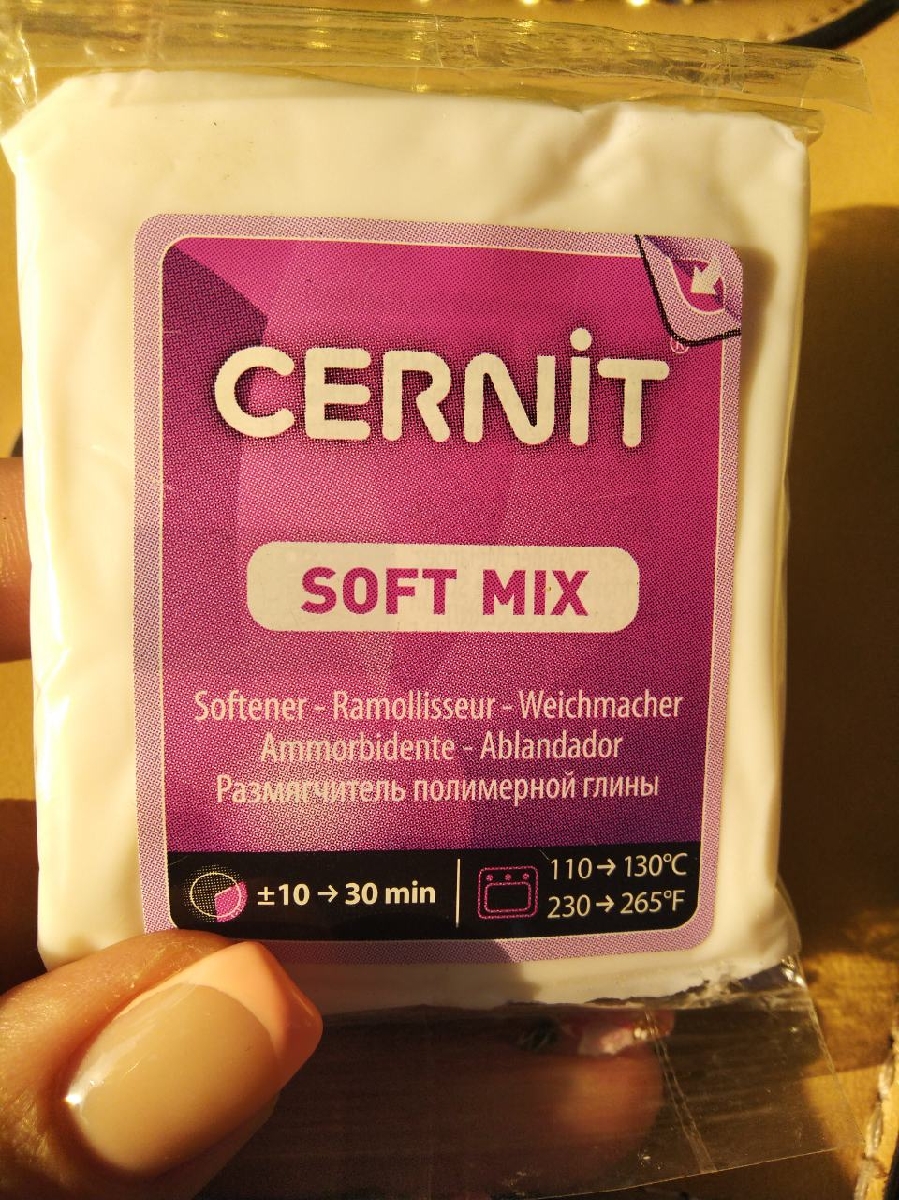 CERNiT®
SOFT MIX
Softener - Ramollisseur - Weichmacher
Ammorbidente - Ablandador
Размягчитель полимерной глины
±10 → 30 min
110 → 130°C
230 → 265°F